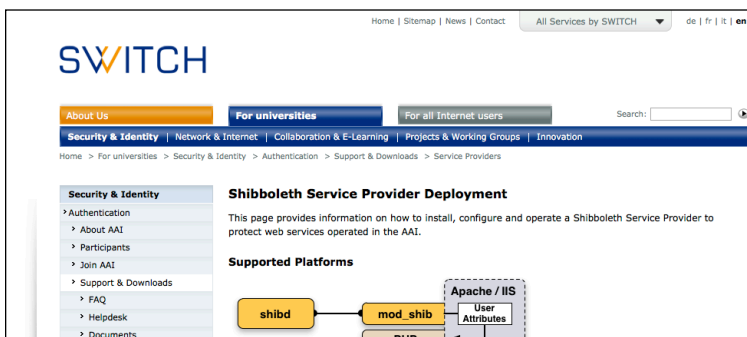 Home | Sitemap | News | Contact
All Services by SWITCH
de | fr | it | en
SWITCH
About Us
For universities
For all Internet users
Search:
Security & Identity | Network & Internet | Collaboration & E-Learning | Projects & Working Groups | Innovation
Home > For universities > Security & Identity > Authentication > Support & Downloads > Service Providers
Security & Identity
› Authentication
› About AAI
› Participants
› Join AAI
› Support & Downloads
› FAQ
› Helpdesk
› Documents
Shibboleth Service Provider Deployment
This page provides information on how to install, configure and operate a Shibboleth Service Provider to
protect web services operated in the AAI.
Supported Platforms
Apache / IIS
shibd
mod_shib
User
Attributes